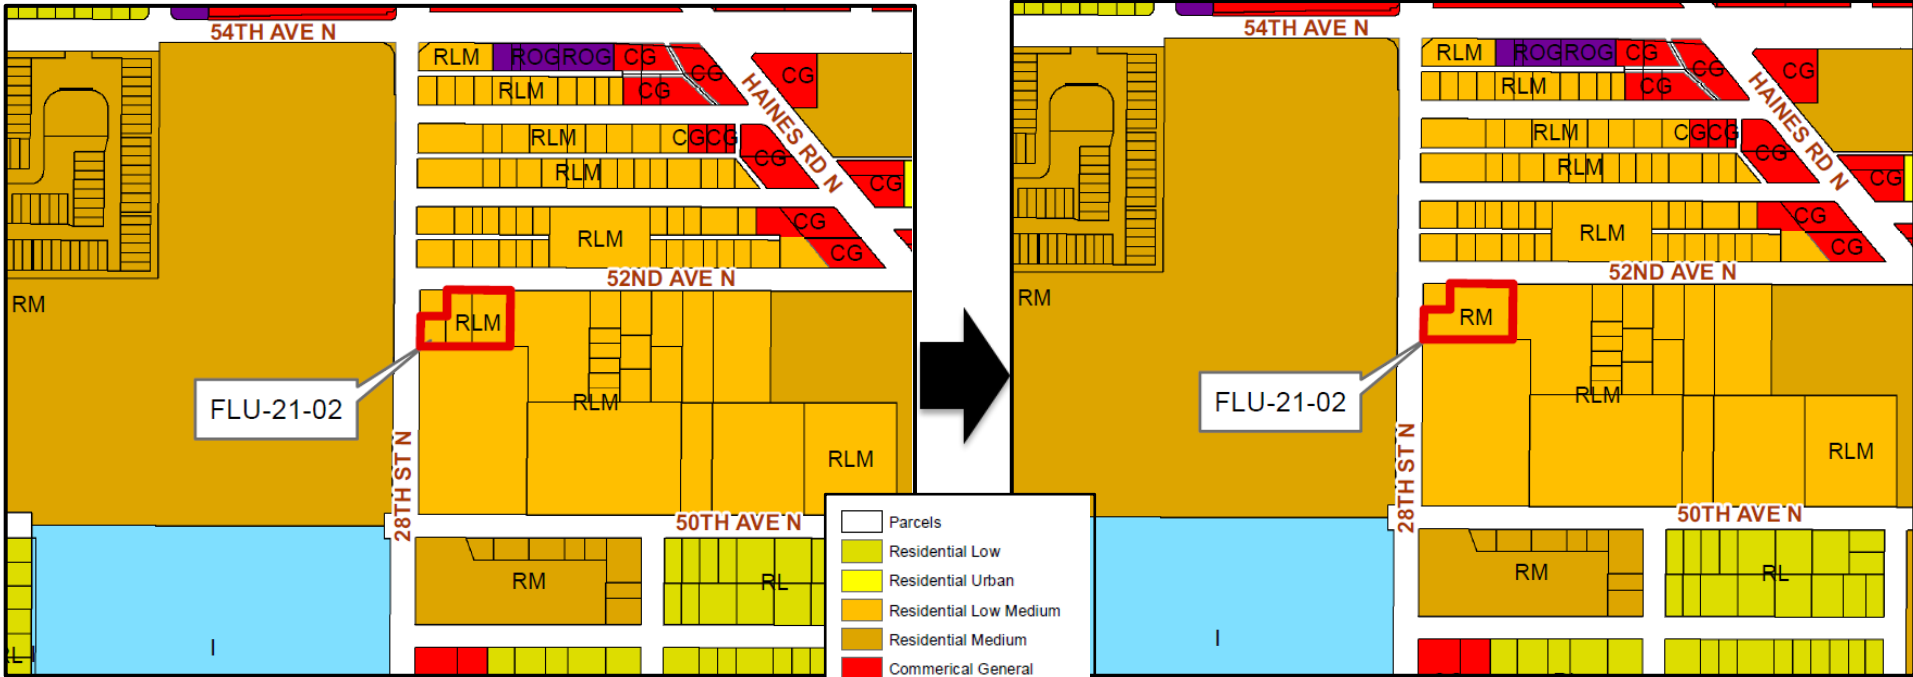 54TH AVE N
RLM
ROG
ROG
CG
CG
CG
RLM
CG
HAINES RD N
RLM
CG
CG
CG
RLM
CG
CG
RLM
CG
52ND AVE N
RM
RLM
FLU-21-02
RLM
28TH ST N
RLM
50TH AVE N
RM
RL
I
RL
54TH AVE N
RLM
ROG
ROG
CG
CG
CG
RLM
CG
HAINES RD N
RLM
CG
CG
CG
RLM
CG
CG
RLM
CG
52ND AVE N
RM
RM
FLU-21-02
RLM
28TH ST N
RLM
50TH AVE N
RM
RL
I
Parcels
Residential Low
Residential Urban
Residential Low Medium
Residential Medium
Commerical General